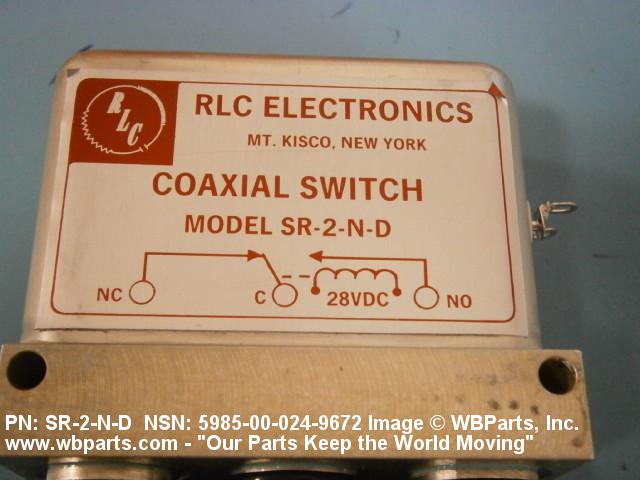 RLC
RLC ELECTRONICS
MT. KISCO, NEW YORK
COAXIAL SWITCH
MODEL SR-2-N-D
NC C 28VDC NO
PN: SR-2-N-D NSN: 5985-00-024-9672 Image © WBParts, Inc.
www.wbparts.com - "Our Parts Keep the World Moving"